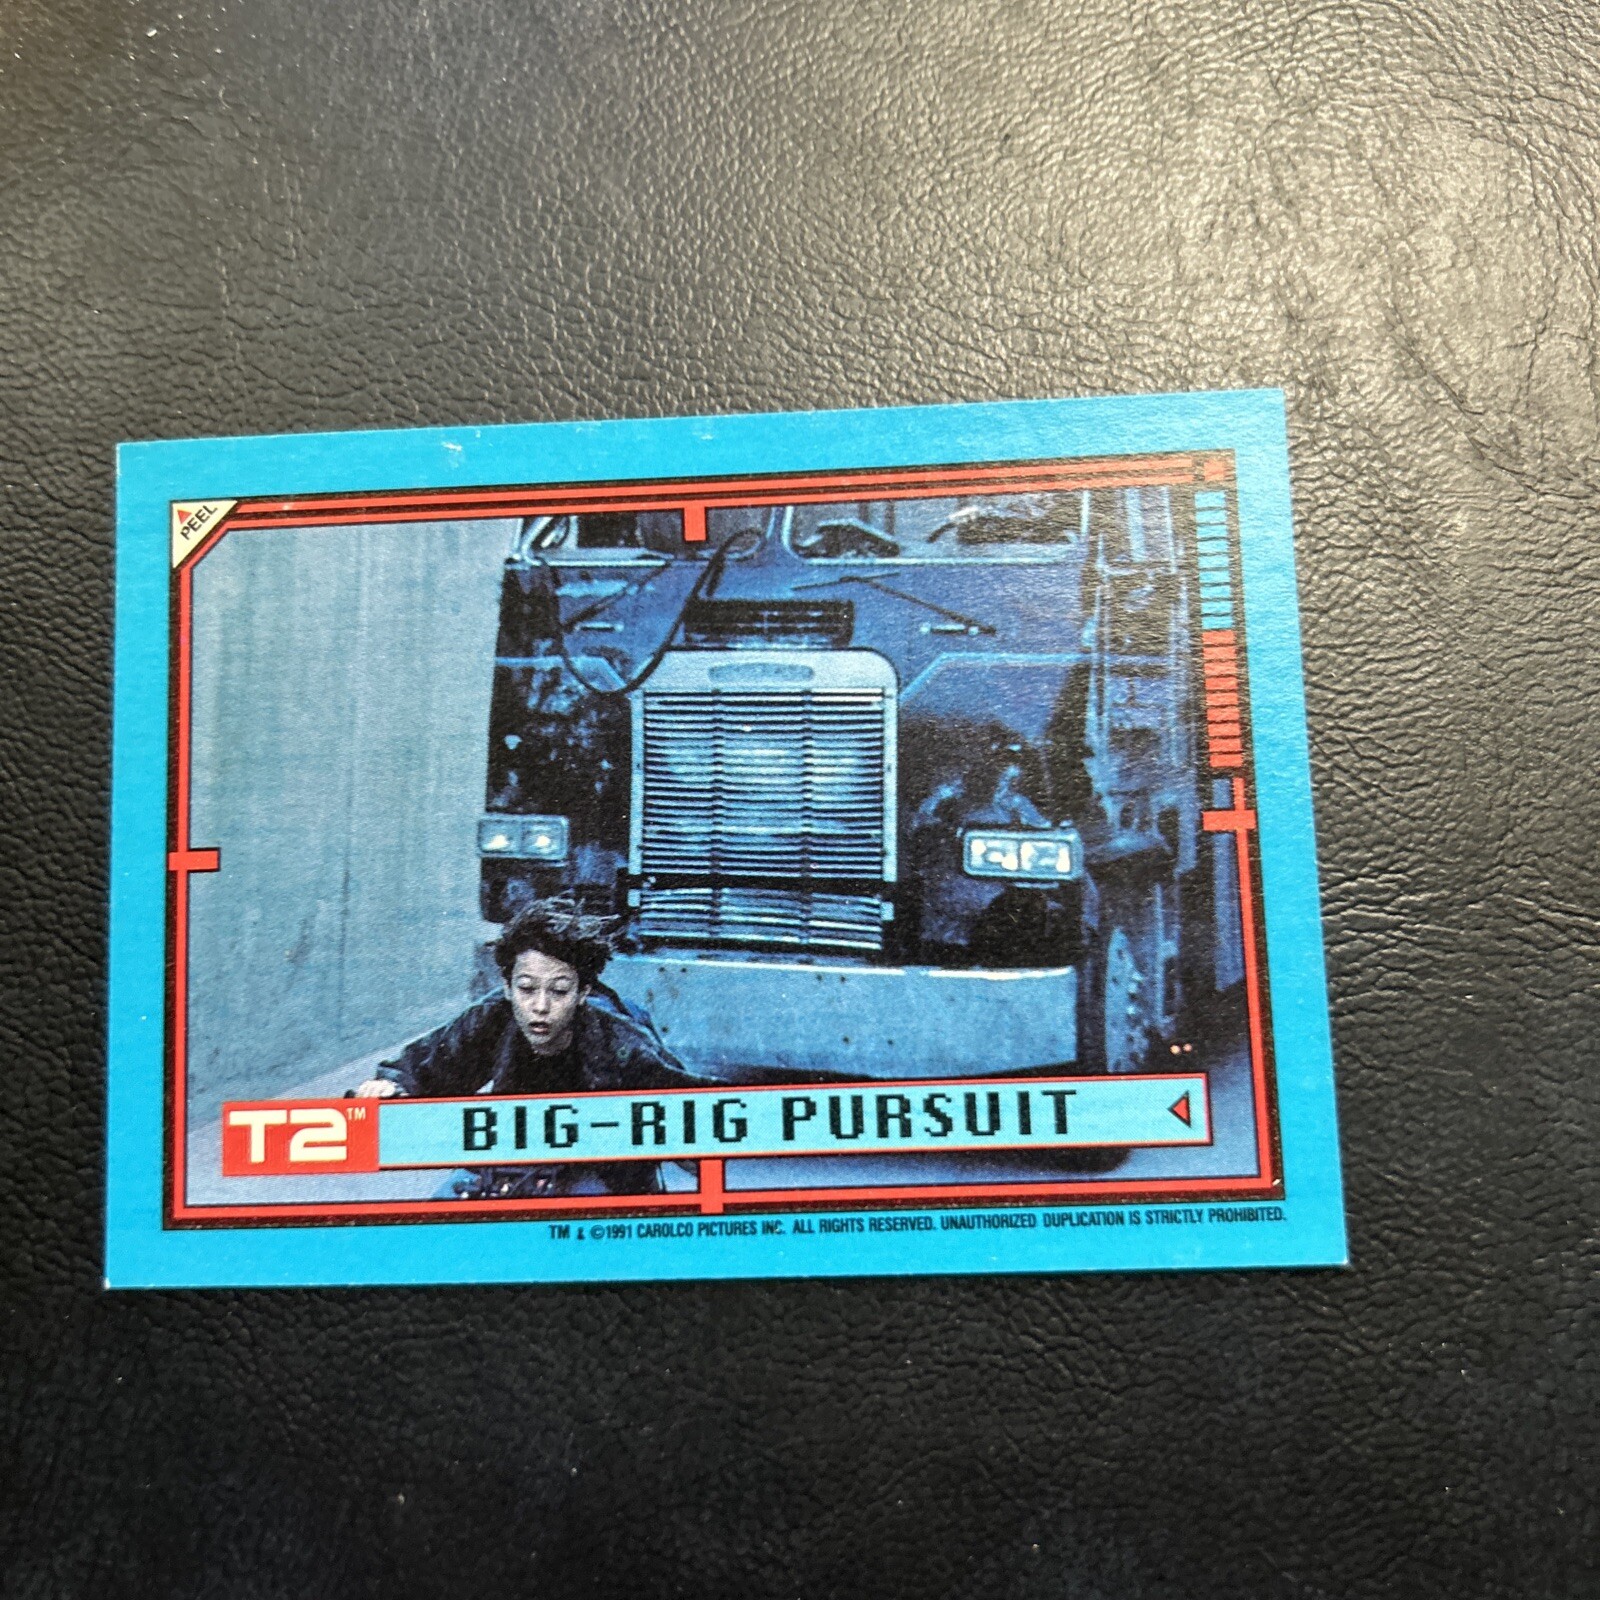 PEEL
T2™ BIG-RIG PURSUIT
TM & ©1991 CAROLCO PICTURES INC. ALL RIGHTS RESERVED. UNAUTHORIZED DUPLICATION IS STRICTLY PROHIBITED.